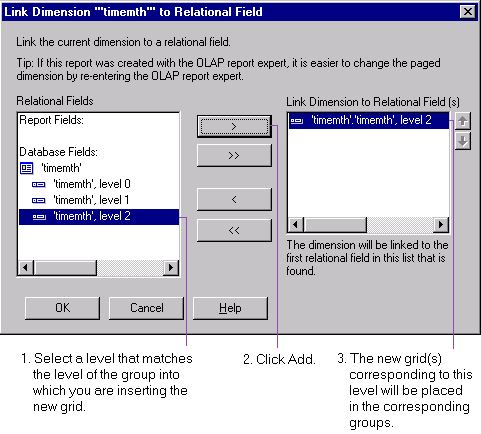 Link Dimension "'timemth'" to Relational Field
Link the current dimension to a relational field.
Tip: If this report was created with the OLAP report expert, it is easier to change the paged
dimension by re-entering the OLAP report expert.
Relational Fields
Link Dimension to Relational Field (s)
Report Fields:
Database Fields:
'timemth'
'timemth', level 0
'timemth', level 1
'timemth', level 2
>
>>
<
<<
'timemth'.'timemth', level 2
The dimension will be linked to the
first relational field in this list that is
found.
OK
Cancel
Help
1. Select a level that matches
the level of the group into
which you are inserting the
new grid.
2. Click Add.
3. The new grid(s)
corresponding to this
level will be placed
in the corresponding
groups.